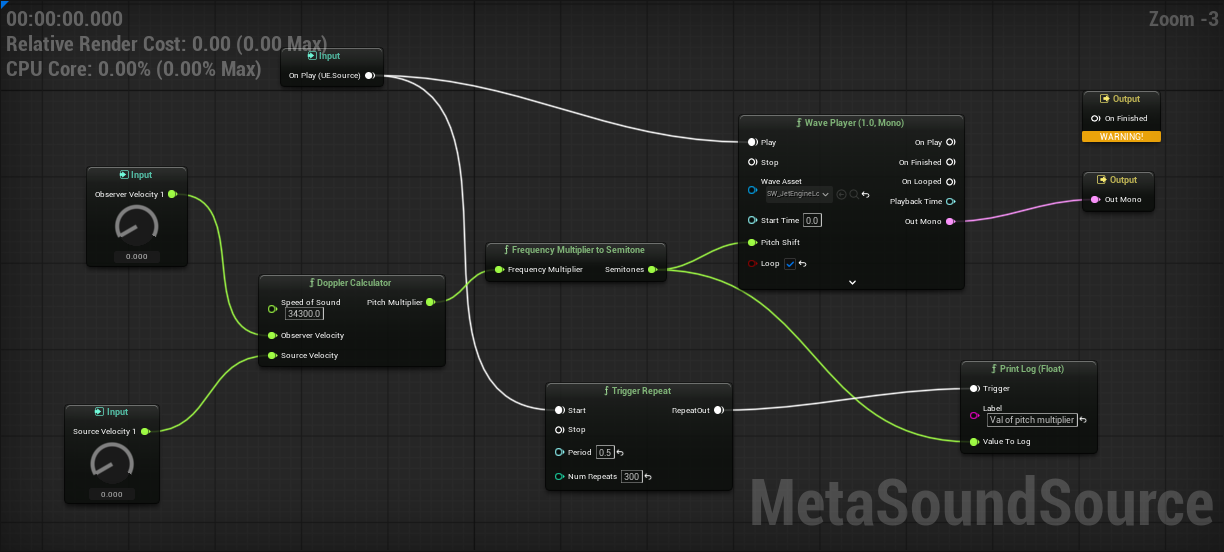 00:00:00.000
Relative Render Cost: 0.00 (0.00 Max)
CPU Core: 0.00% (0.00% Max)
Zoom -3
Input
On Play (UE.Source)
Output
On Finished
WARNING!
Wave Player (1.0, Mono)
Play
On Play
Stop
On Finished
Wave Asset
On Looped
SW_JetEngineLc
Playback Time
Start Time 0.0
Out Mono
Pitch Shift
Loop
Output
Out Mono
Input
Observer Velocity 1
0.000
Frequency Multiplier to Semitone
Frequency Multiplier
Semitones
Doppler Calculator
Speed of Sound
34300.0
Pitch Multiplier
Observer Velocity
Source Velocity
Input
Source Velocity 1
0.000
Trigger Repeat
Start
RepeatOut
Stop
Period 0.5
Num Repeats 300
Print Log (Float)
Trigger
Label
Val of pitch multiplier
Value To Log
MetaSoundSource